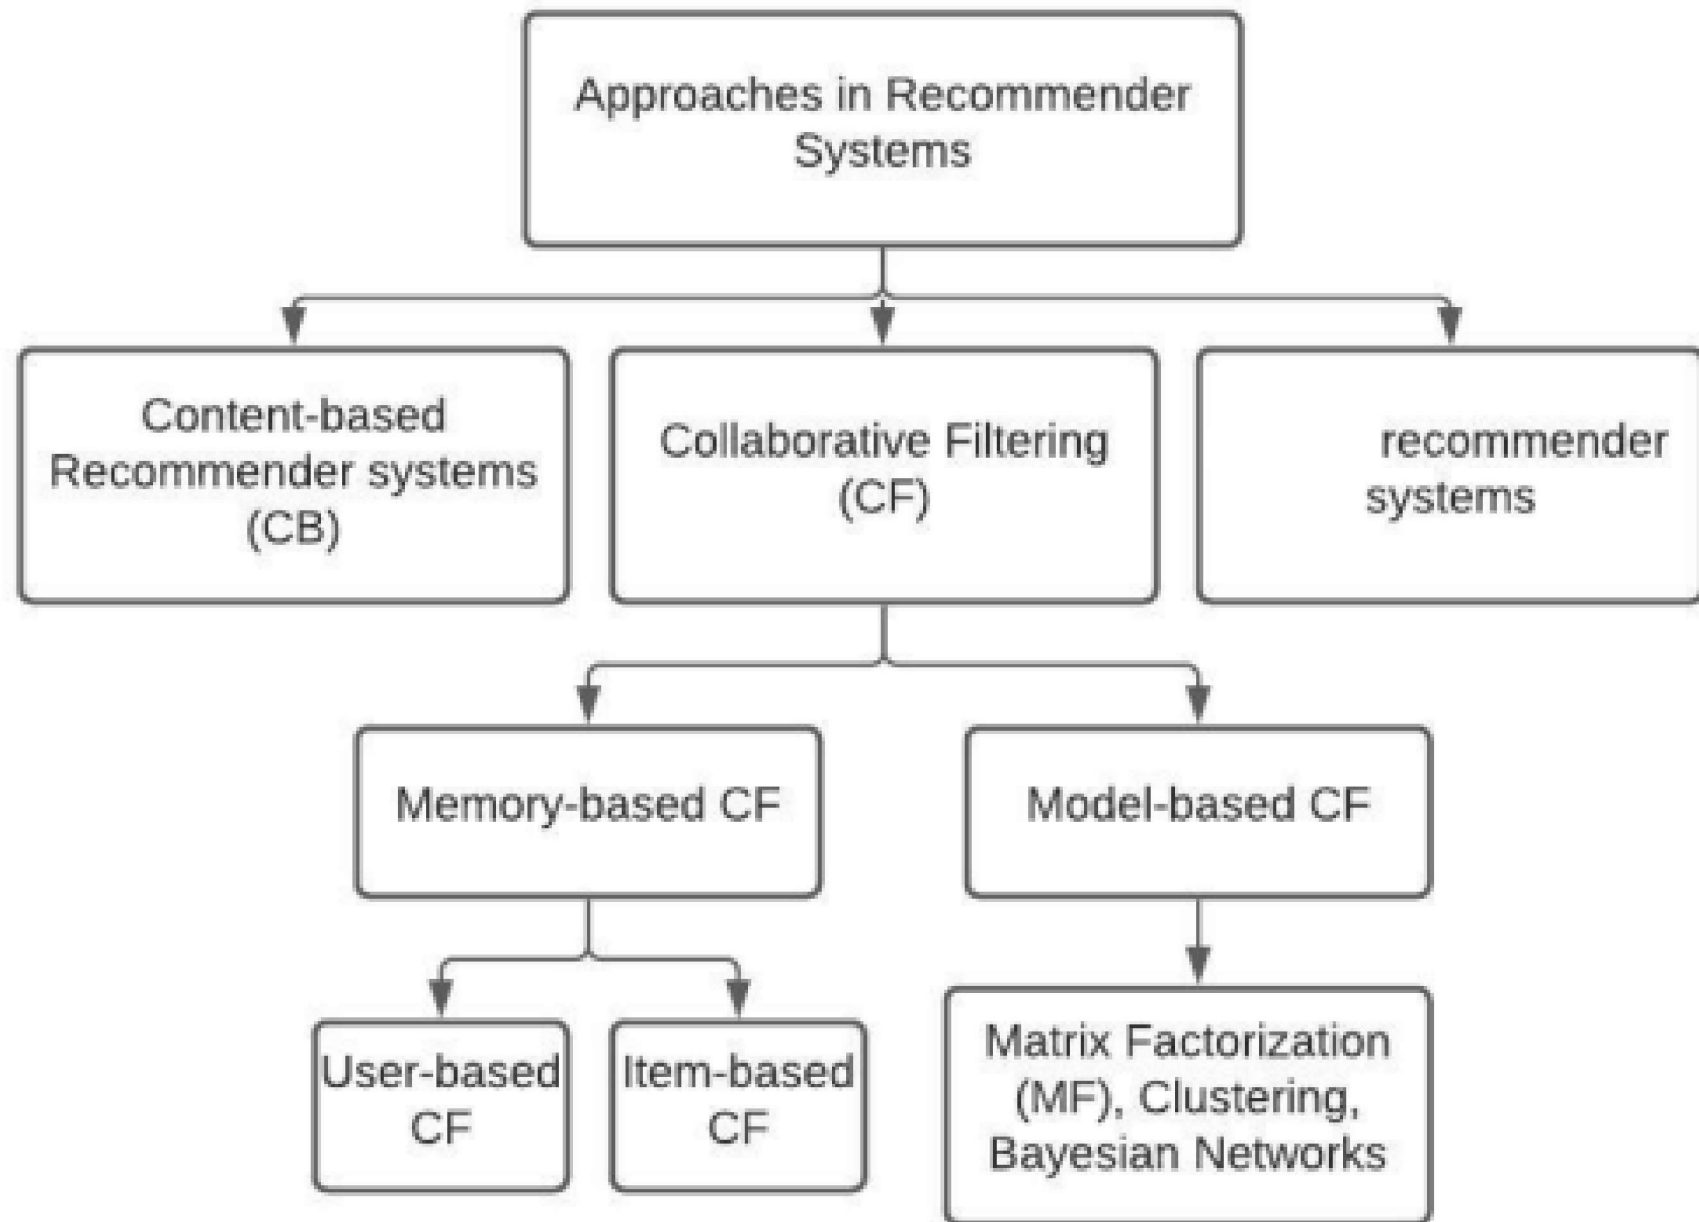 Approaches in Recommender
Systems
Content-based
Recommender systems
(CB)
Collaborative Filtering
(CF)
recommender
systems
Memory-based CF
Model-based CF
User-based
CF
Item-based
CF
Matrix Factorization
(MF), Clustering,
Bayesian Networks